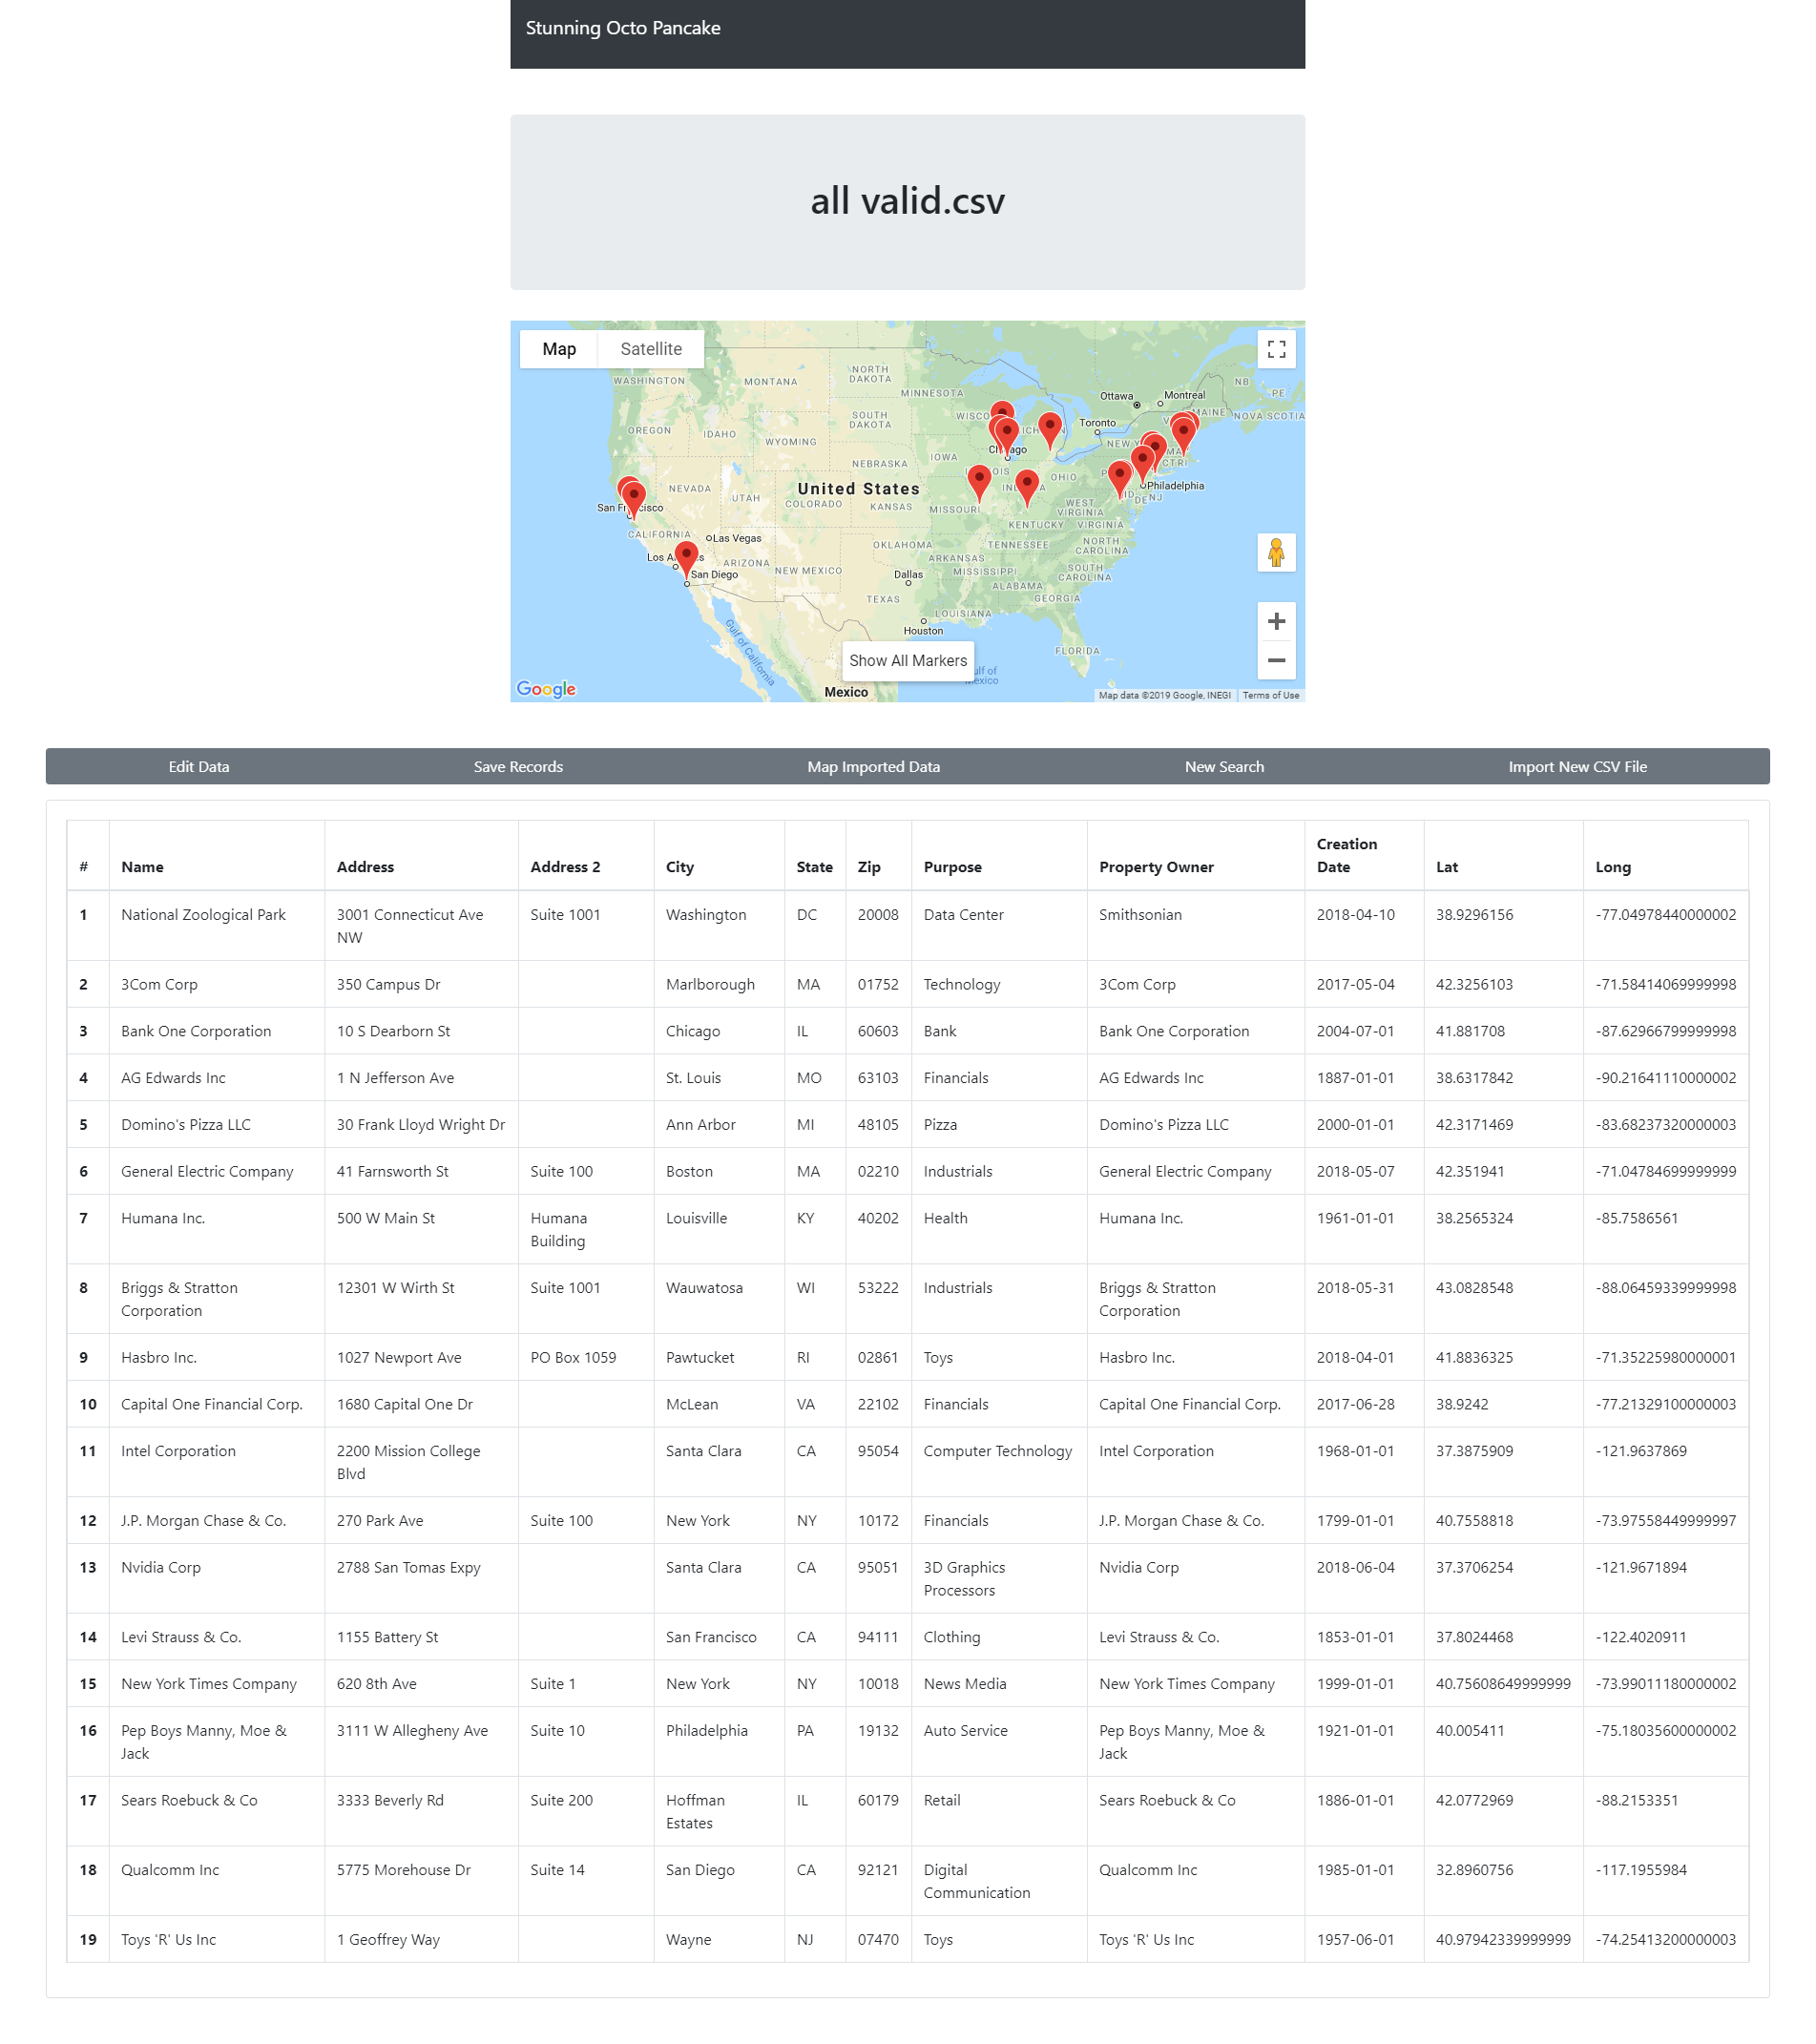 Stunning Octo Pancake
all valid.csv
Map Satellite
WASHINGTON
MONTANA
NORTH
DAKOTA
MINNESOTA
Ottawa
Montreal
NB
PE
MAINE
NOVA SCOTIA
OREGON
IDAHO
SOUTH
DAKOTA
Toronto
WYOMING
IOWA
NEBRASKA
OHIO
NEVADA
UTAH
United States
COLORADO
KANSAS
MISSOURI
WEST
VIRGINIA
Philadelphia
DE
NJ
KENTUCKY
VIRGINIA
CALIFORNIA
Las Vegas
OKLAHOMA
TENNESSEE
NORTH
CAROLINA
ARIZONA
NEW MEXICO
ARKANSAS
San Diego
Dallas
MISSISSIPPI
SOUTH
CAROLINA
ALABAMA
TEXAS
GEORGIA
LOUISIANA
Houston
Gulf of California
FLORIDA
Show All Markers
Mexico
Google
Map data ©2019 Google, INEGI Terms of Use
Edit Data Save Records Map Imported Data New Search Import New CSV File
# Name Address Address 2 City State Zip Purpose Property Owner Creation Date Lat Long
1 National Zoological Park 3001 Connecticut Ave NW Suite 1001 Washington DC 20008 Data Center Smithsonian 2018-04-10 38.9296156 -77.04978440000002
2 3Com Corp 350 Campus Dr Marlborough MA 01752 Technology 3Com Corp 2017-05-04 42.3256103 -71.58414069999998
3 Bank One Corporation 10 S Dearborn St Chicago IL 60603 Bank Bank One Corporation 2004-07-01 41.881708 -87.62966799999998
4 AG Edwards Inc 1 N Jefferson Ave St. Louis MO 63103 Financials AG Edwards Inc 1887-01-01 38.6317842 -90.21641110000002
5 Domino's Pizza LLC 30 Frank Lloyd Wright Dr Ann Arbor MI 48105 Pizza Domino's Pizza LLC 2000-01-01 42.3171469 -83.68237320000003
6 General Electric Company 41 Farnsworth St Suite 100 Boston MA 02210 Industrials General Electric Company 2018-05-07 42.351941 -71.04784699999999
7 Humana Inc. 500 W Main St Humana Building Louisville KY 40202 Health Humana Inc. 1961-01-01 38.2565324 -85.7586561
8 Briggs & Stratton Corporation 12301 W Wirth St Suite 1001 Wauwatosa WI 53222 Industrials Briggs & Stratton Corporation 2018-05-31 43.0828548 -88.06459339999998
9 Hasbro Inc. 1027 Newport Ave PO Box 1059 Pawtucket RI 02861 Toys Hasbro Inc. 2018-04-01 41.8836325 -71.35225980000001
10 Capital One Financial Corp. 1680 Capital One Dr McLean VA 22102 Financials Capital One Financial Corp. 2017-06-28 38.9242 -77.21329100000003
11 Intel Corporation 2200 Mission College Blvd Santa Clara CA 95054 Computer Technology Intel Corporation 1968-01-01 37.3875909 -121.9637869
12 J.P. Morgan Chase & Co. 270 Park Ave Suite 100 New York NY 10172 Financials J.P. Morgan Chase & Co. 1799-01-01 40.7558818 -73.97558449999997
13 Nvidia Corp 2788 San Tomas Expy Santa Clara CA 95051 3D Graphics Processors Nvidia Corp 2018-06-04 37.3706254 -121.9671894
14 Levi Strauss & Co. 1155 Battery St San Francisco CA 94111 Clothing Levi Strauss & Co. 1853-01-01 37.8024468 -122.4020911
15 New York Times Company 620 8th Ave Suite 1 New York NY 10018 News Media New York Times Company 1999-01-01 40.75608649999999 -73.99011180000002
16 Pep Boys Manny, Moe & Jack 3111 W Allegheny Ave Suite 10 Philadelphia PA 19132 Auto Service Pep Boys Manny, Moe & Jack 1921-01-01 40.005411 -75.18035600000002
17 Sears Roebuck & Co 3333 Beverly Rd Suite 200 Hoffman Estates IL 60179 Retail Sears Roebuck & Co 1886-01-01 42.0772969 -88.2153351
18 Qualcomm Inc 5775 Morehouse Dr Suite 14 San Diego CA 92121 Digital Communication Qualcomm Inc 1985-01-01 32.8960756 -117.1955984
19 Toys 'R' Us Inc 1 Geoffrey Way Wayne NJ 07470 Toys Toys 'R' Us Inc 1957-06-01 40.97942339999999 -74.25413200000003